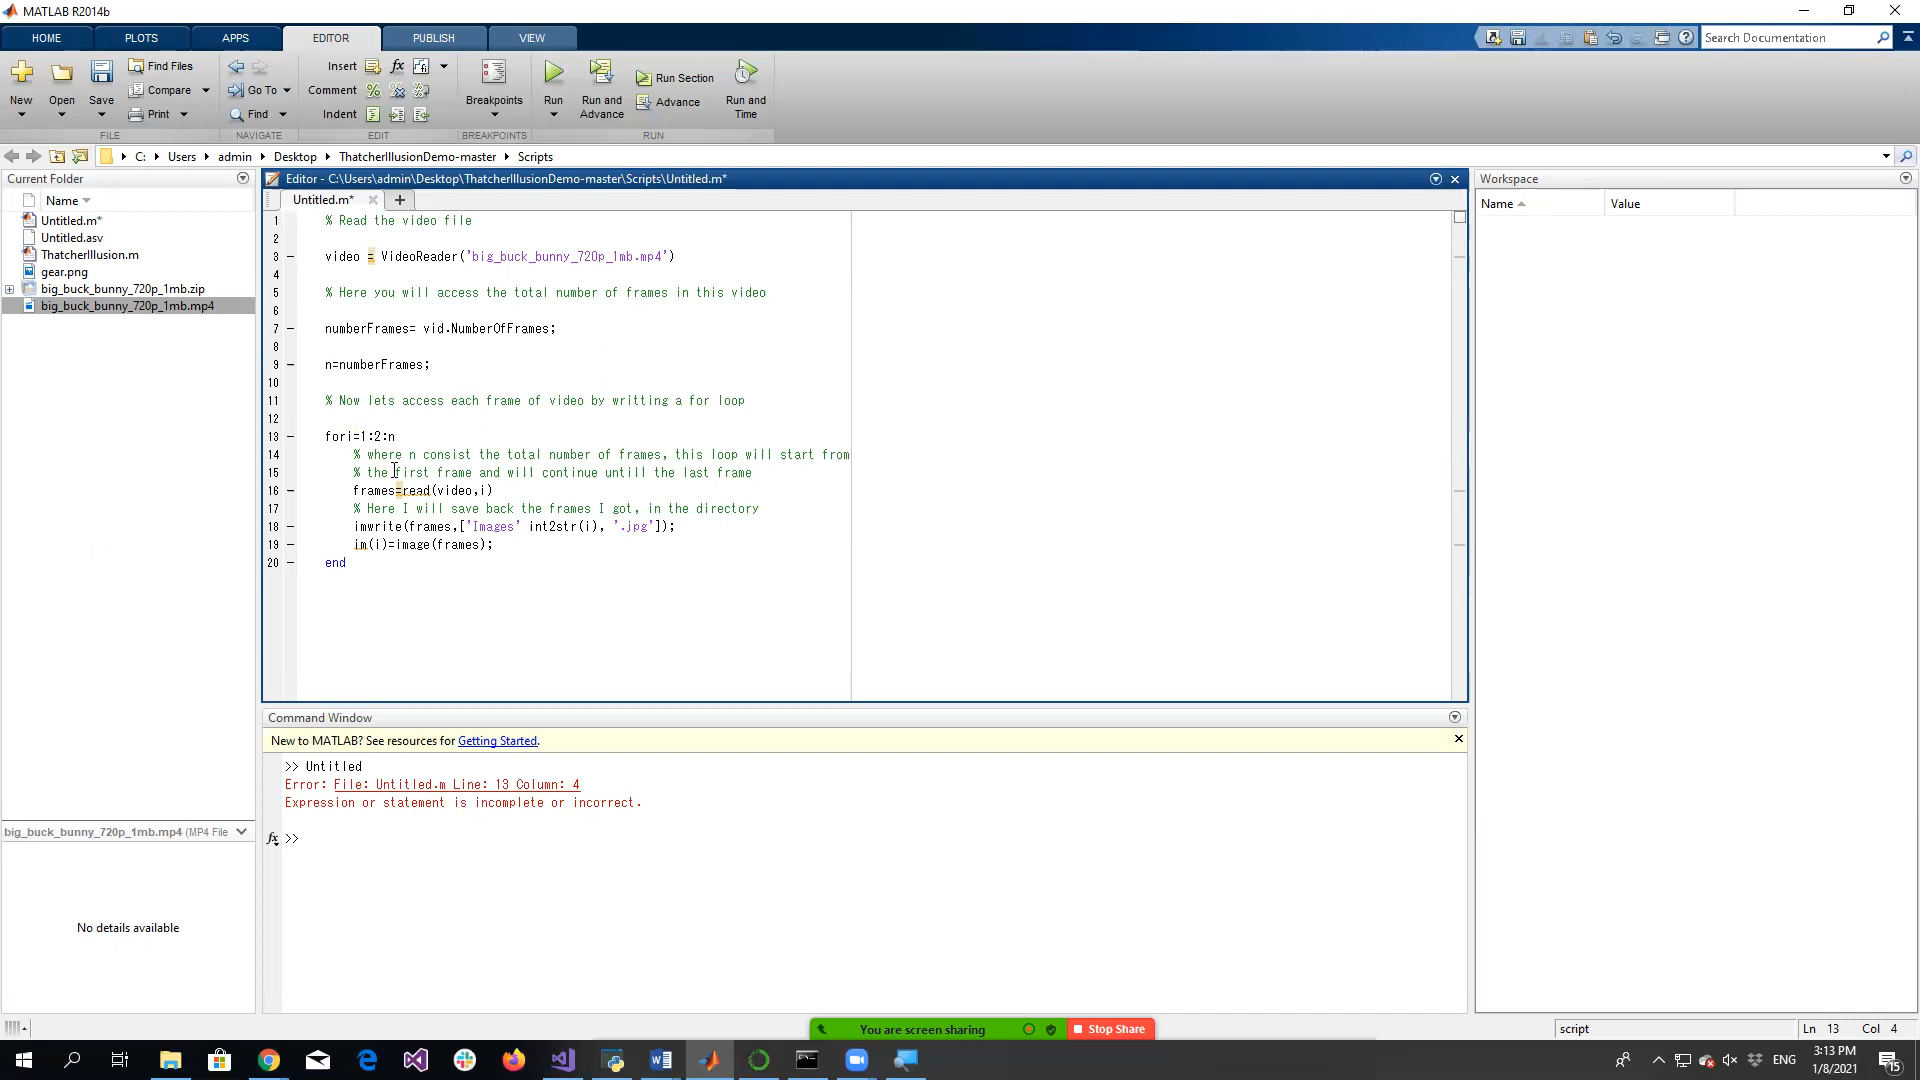 MATLAB R2014b
HOME PLOTS APPS EDITOR PUBLISH VIEW
Search Documentation
New Open Save Find Files Compare Print
Go To Find
Insert Comment Indent
fx
Breakpoints
Run Run and Advance Run Section Advance Run and Time
FILE NAVIGATE EDIT BREAKPOINTS RUN
C: Users admin Desktop ThatcherIllusionDemo-master Scripts
Current Folder
Name
Untitled.m*
Untitled.asv
ThatcherIllusion.m
gear.png
big_buck_bunny_720p_1mb.zip
big_buck_bunny_720p_1mb.mp4
big_buck_bunny_720p_1mb.mp4 (MP4 File
No details available
Editor - C:\Users\admin\Desktop\ThatcherIllusionDemo-master\Scripts\Untitled.m*
Untitled.m*
1 % Read the video file
2
3 video = VideoReader('big_buck_bunny_720p_1mb.mp4')
4
5 % Here you will access the total number of frames in this video
6
7 numberFrames= vid.NumberOfFrames;
8
9 n=numberFrames;
10
11 % Now lets access each frame of video by writting a for loop
12
13 fori=1:2:n
14 % where n consist the total number of frames, this loop will start from
15 % the first frame and will continue untill the last frame
16 frames=read(video,i)
17 % Here I will save back the frames I got, in the directory
18 imwrite(frames,['Images' int2str(i), '.jpg']);
19 im(i)=image(frames);
20 end
Command Window
New to MATLAB? See resources for Getting Started.
>> Untitled
Error: File: Untitled.m Line: 13 Column: 4
Expression or statement is incomplete or incorrect.
fx >>
Workspace
Name Value
You are screen sharing Stop Share
script Ln 13 Col 4
ENG
3:13 PM
1/8/2021
15